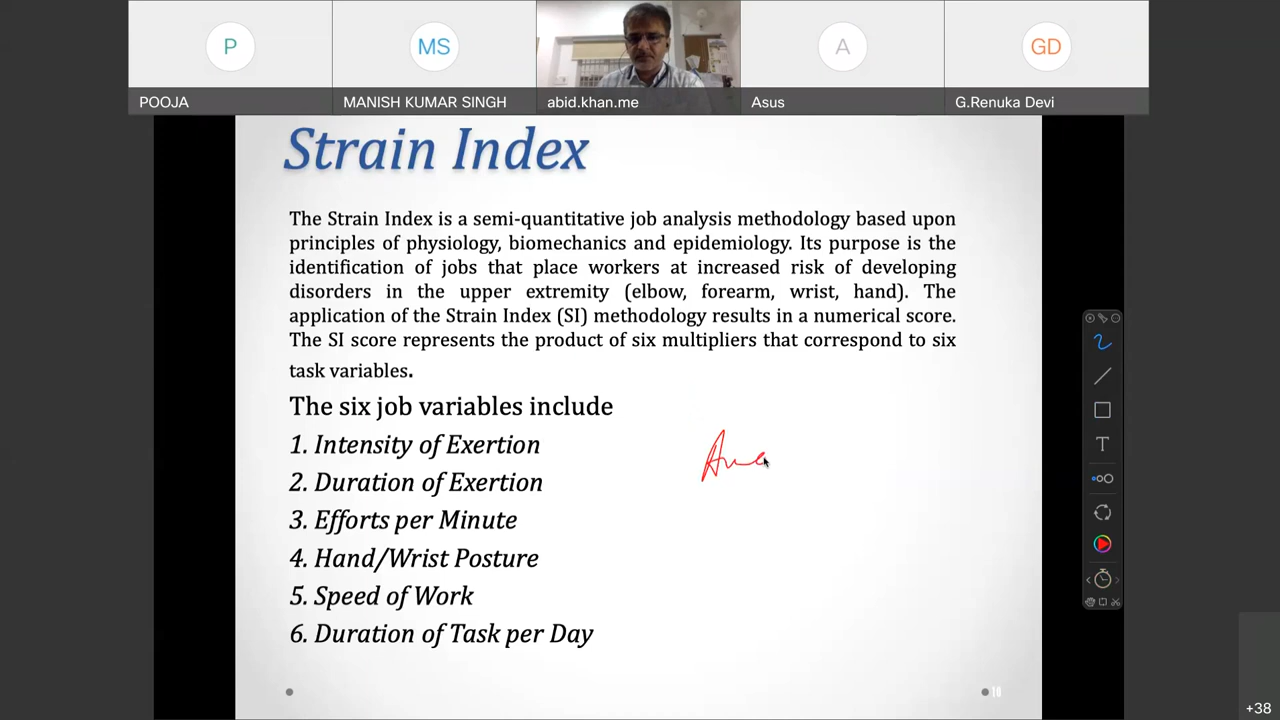 P
MS
A
GD
POOJA
MANISH KUMAR SINGH
abid.khan.me
Asus
G.Renuka Devi
Strain Index
The Strain Index is a semi-quantitative job analysis methodology based upon
principles of physiology, biomechanics and epidemiology. Its purpose is the
identification of jobs that place workers at increased risk of developing
disorders in the upper extremity (elbow, forearm, wrist, hand). The
application of the Strain Index (SI) methodology results in a numerical score.
The SI score represents the product of six multipliers that correspond to six
task variables.
The six job variables include
1. Intensity of Exertion
2. Duration of Exertion
3. Efforts per Minute
4. Hand/Wrist Posture
5. Speed of Work
6. Duration of Task per Day
T
+38